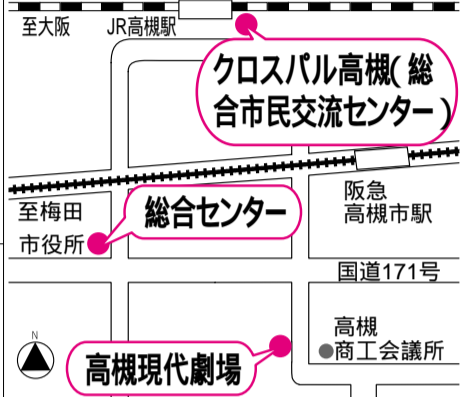 至大阪
JR高槻駅
クロスパル高槻(総
合市民交流センター)
阪急
高槻市駅
至梅田
総合センター
市役所
国道171号
高槻
商工会議所
N
高槻現代劇場